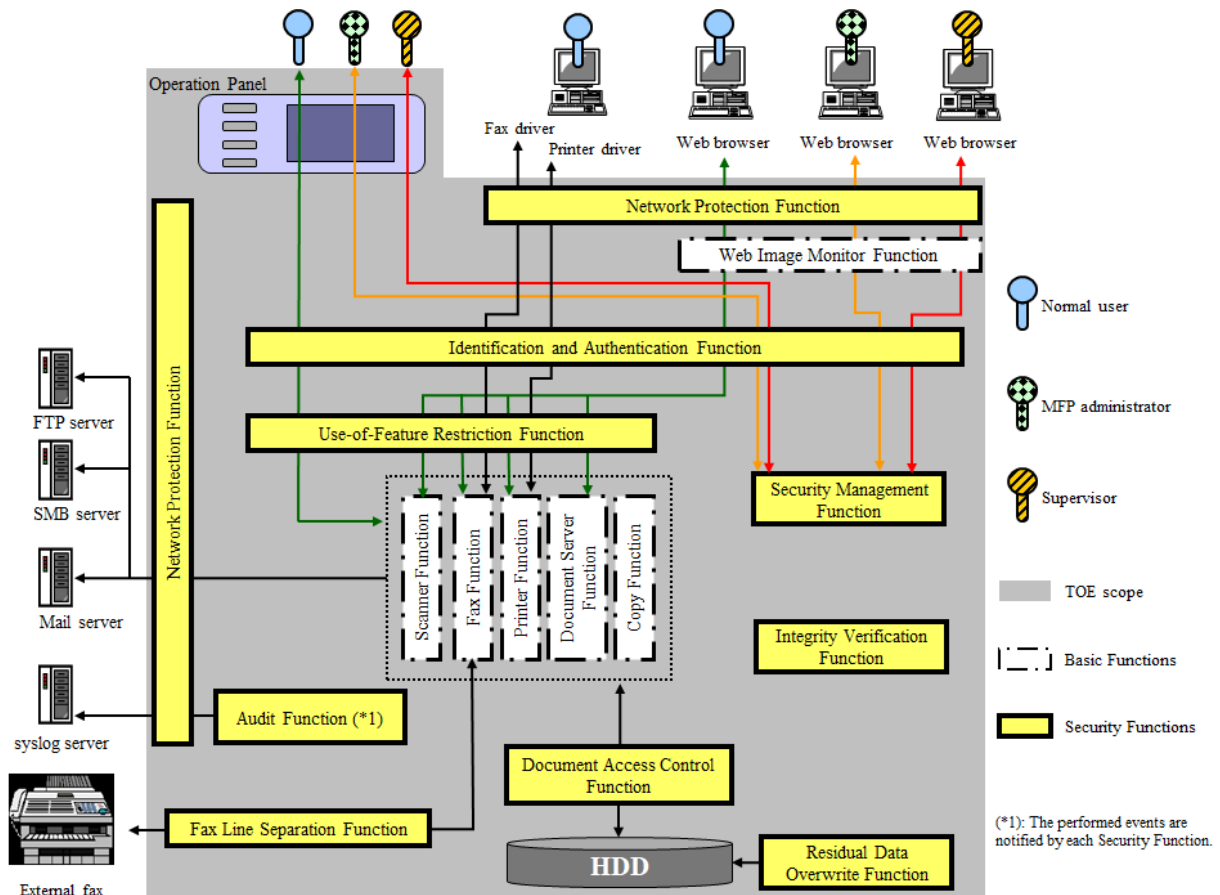 Operation Panel
Fax driver
Printer driver
Web browser
Web browser
Web browser
Network Protection Function
Web Image Monitor Function
Identification and Authentication Function
Use-of-Feature Restriction Function
Network Protection Function
FTP server
SMB server
Mail server
syslog server
External fax
Scanner Function
Fax Function
Printer Function
Document Server
Function
Copy Function
Security Management
Function
Integrity Verification
Function
Audit Function (*1)
Document Access Control
Function
Fax Line Separation Function
HDD
Residual Data
Overwrite Function
Normal user
MFP administrator
Supervisor
TOE scope
Basic Functions
Security Functions
(*1): The performed events are
notified by each Security Function.